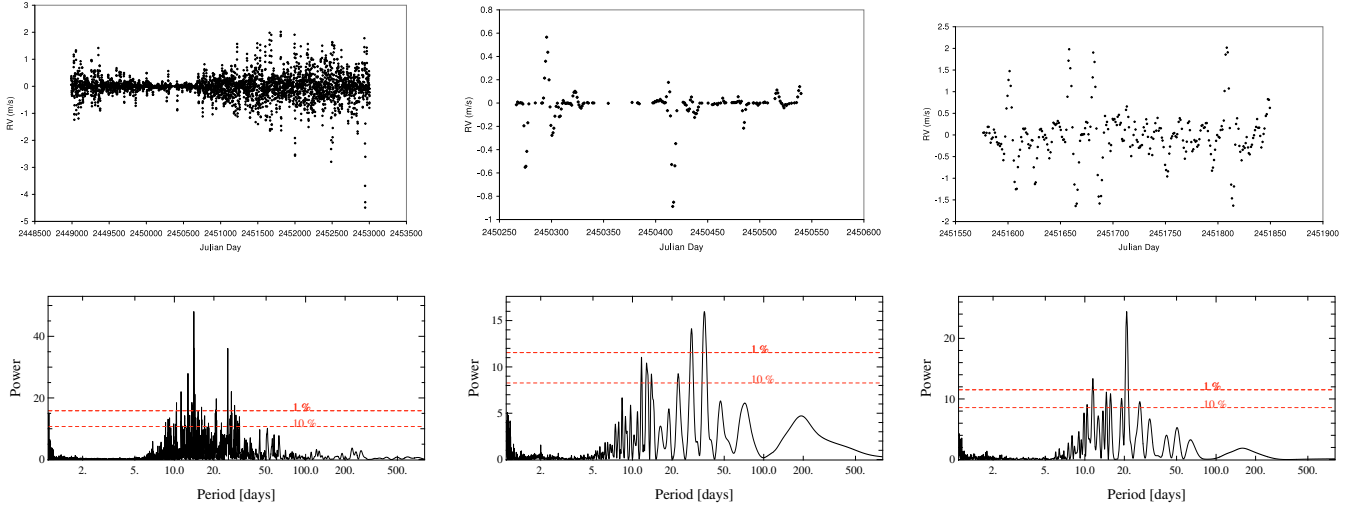 3
2
1
0
-1
-2
-3
-4
-5
RV (m/s)
2448500 2449000 2449500 2450000 2450500 2451000 2451500 2452000 2452500 2453000 2453500
Julian Day
0.8
0.6
0.4
0.2
0
-0.2
-0.4
-0.6
-0.8
-1
RV (m/s)
2450250 2450300 2450350 2450400 2450450 2450500 2450550 2450600
Julian Day
2.5
2
1.5
1
0.5
0
-0.5
-1
-1.5
-2
RV (m/s)
2451550 2451600 2451650 2451700 2451750 2451800 2451850 2451900
Julian Day
40
20
0
Power
1 %
10 %
2. 5. 10.0 20. 50. 100.0 500.
Period [days]
15
10
5
0
Power
1 %
10 %
2. 5. 10.0 20. 50. 100.0 500.
Period [days]
20
10
0
Power
1 %
10 %
2. 5. 10.0 20. 50. 100.0 500.
Period [days]